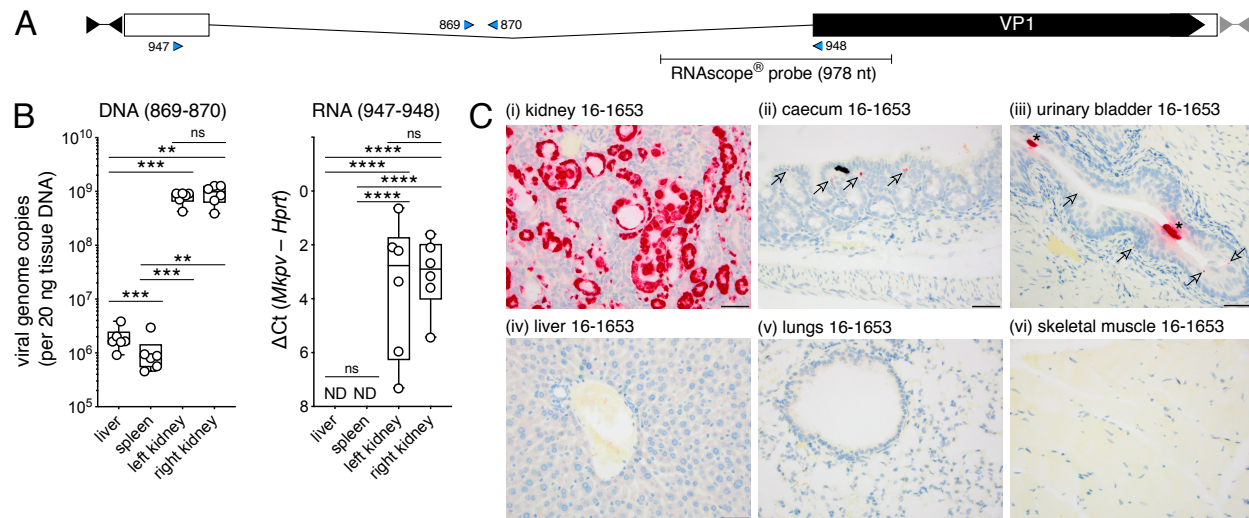 A
947
869
870
VP1
948
RNAscope® probe (978 nt)
B
DNA (869-870)
viral genome copies
(per 20 ng tissue DNA)
10¹⁰
10⁹
10⁸
10⁷
10⁶
10⁵
ns
**
***
**
***
***
liver
spleen
left kidney
right kidney
RNA (947-948)
ΔCt (Mkpv – Hprt)
0
2
4
6
8
ns
****
****
****
****
ns
ND ND
liver
spleen
left kidney
right kidney
C
(i) kidney 16-1653
(ii) caecum 16-1653
(iii) urinary bladder 16-1653
*
*
(iv) liver 16-1653
(v) lungs 16-1653
(vi) skeletal muscle 16-1653